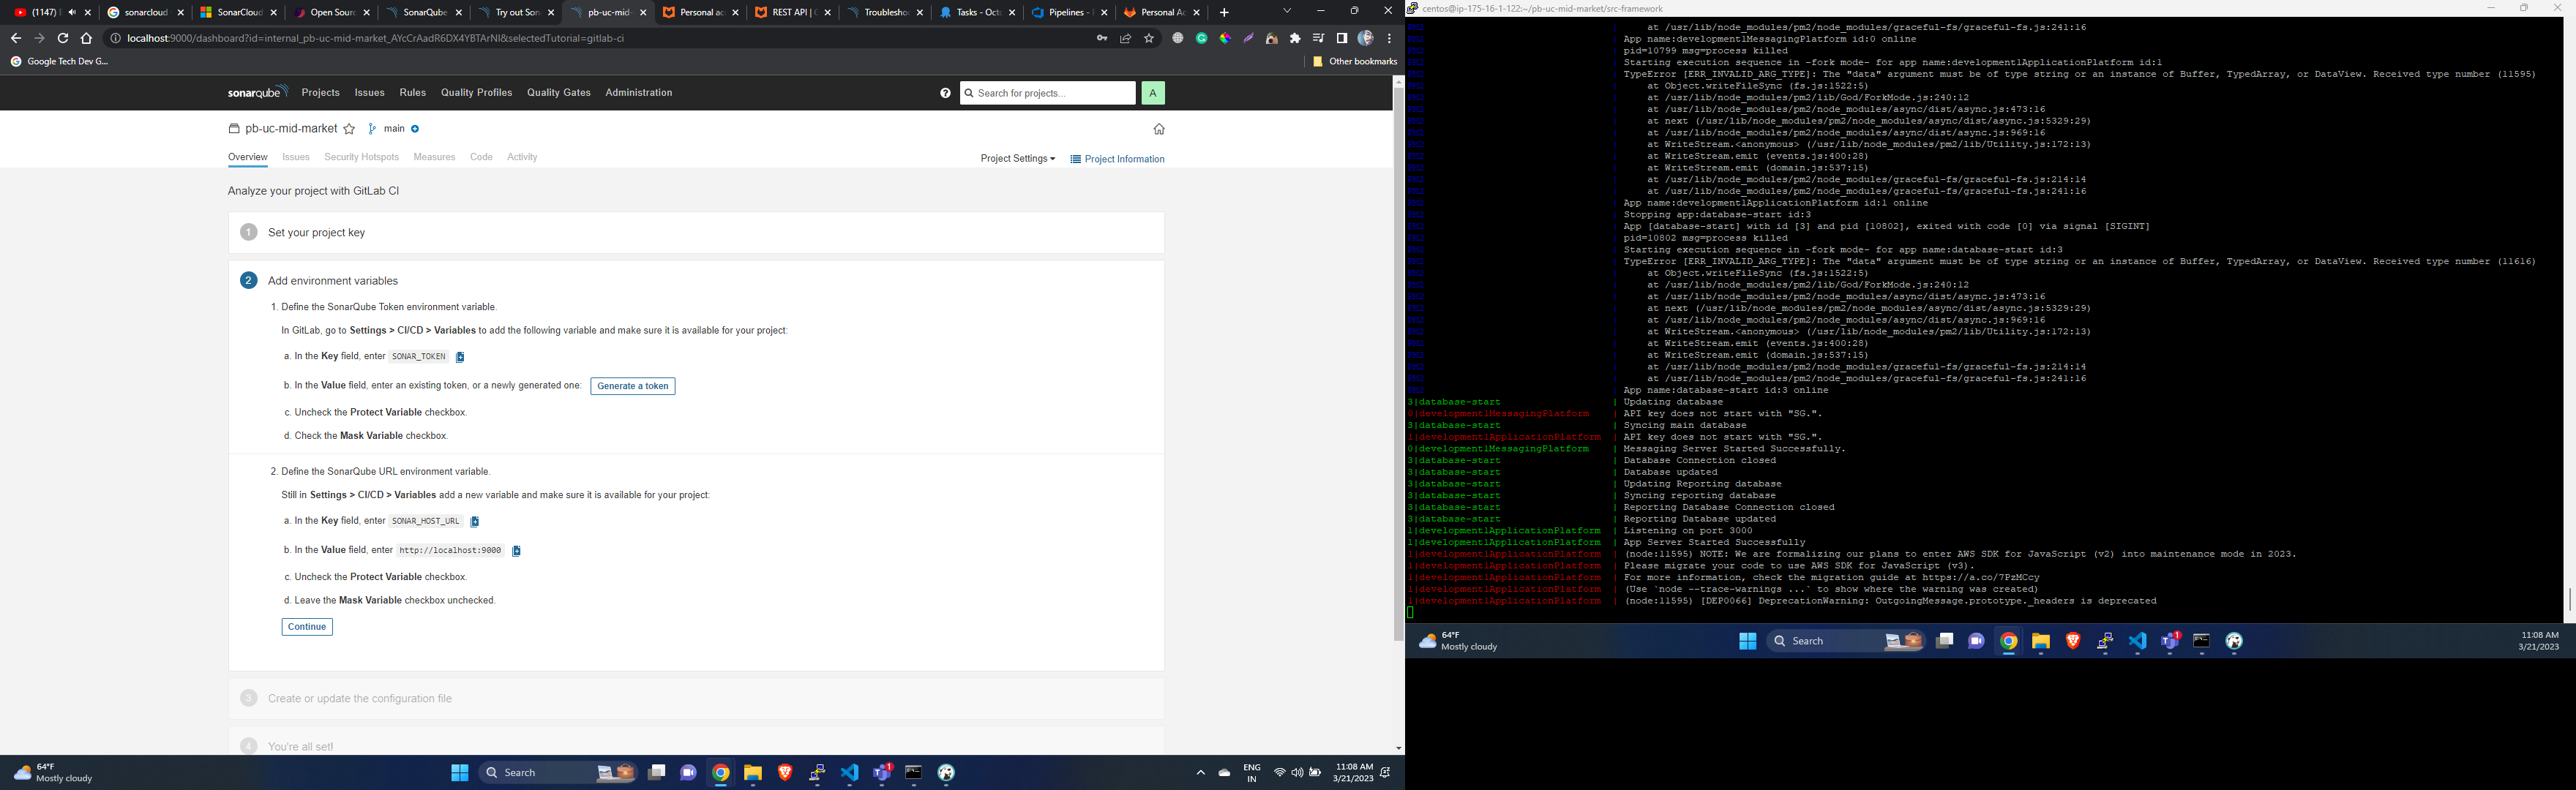 (1147)
sonarcloud
SonarCloud
Open Sourc
SonarQube
Try out Son
pb-uc-mid-
Personal acc
REST API | G
Troubleshoo
Tasks - Octo
Pipelines -
Personal Ac
localhost:9000/dashboard?id=internal_pb-uc-mid-market_AYcCrAadR6DX4YBTArNI&selectedTutorial=gitlab-ci
Google Tech Dev G...
Other bookmarks
sonarqube
Projects Issues Rules Quality Profiles Quality Gates Administration
Search for projects...
A
pb-uc-mid-market
main
Overview Issues Security Hotspots Measures Code Activity
Project Settings
Project Information
Analyze your project with GitLab CI
1 Set your project key
2 Add environment variables
1. Define the SonarQube Token environment variable.
In GitLab, go to Settings > CI/CD > Variables to add the following variable and make sure it is available for your project:
a. In the Key field, enter SONAR_TOKEN
b. In the Value field, enter an existing token, or a newly generated one: Generate a token
c. Uncheck the Protect Variable checkbox.
d. Check the Mask Variable checkbox.
2. Define the SonarQube URL environment variable.
Still in Settings > CI/CD > Variables add a new variable and make sure it is available for your project:
a. In the Key field, enter SONAR_HOST_URL
b. In the Value field, enter http://localhost:9000
c. Uncheck the Protect Variable checkbox.
d. Leave the Mask Variable checkbox unchecked.
Continue
3 Create or update the configuration file
4 You're all set!
64°F
Mostly cloudy
Search
1
ENG
IN
11:08 AM
3/21/2023
centos@ip-175-16-1-122:~/pb-uc-mid-market/src-framework
PM2 | at /usr/lib/node_modules/pm2/node_modules/graceful-fs/graceful-fs.js:241:16
PM2 | App name:development1MessagingPlatform id:0 online
PM2 | pid=10799 msg=process killed
PM2 | Starting execution sequence in -fork mode- for app name:development1ApplicationPlatform id:1
PM2 | TypeError [ERR_INVALID_ARG_TYPE]: The "data" argument must be of type string or an instance of Buffer, TypedArray, or DataView. Received type number (11595)
PM2 | at Object.writeFileSync (fs.js:1522:5)
PM2 | at /usr/lib/node_modules/pm2/lib/God/ForkMode.js:240:12
PM2 | at /usr/lib/node_modules/pm2/node_modules/async/dist/async.js:473:16
PM2 | at next (/usr/lib/node_modules/pm2/node_modules/async/dist/async.js:5329:29)
PM2 | at /usr/lib/node_modules/pm2/node_modules/async/dist/async.js:969:16
PM2 | at WriteStream.<anonymous> (/usr/lib/node_modules/pm2/lib/Utility.js:172:13)
PM2 | at WriteStream.emit (events.js:400:28)
PM2 | at WriteStream.emit (domain.js:537:15)
PM2 | at /usr/lib/node_modules/pm2/node_modules/graceful-fs/graceful-fs.js:214:14
PM2 | at /usr/lib/node_modules/pm2/node_modules/graceful-fs/graceful-fs.js:241:16
PM2 | App name:development1ApplicationPlatform id:1 online
PM2 | Stopping app:database-start id:3
PM2 | App [database-start] with id [3] and pid [10802], exited with code [0] via signal [SIGINT]
PM2 | pid=10802 msg=process killed
PM2 | Starting execution sequence in -fork mode- for app name:database-start id:3
PM2 | TypeError [ERR_INVALID_ARG_TYPE]: The "data" argument must be of type string or an instance of Buffer, TypedArray, or DataView. Received type number (11616)
PM2 | at Object.writeFileSync (fs.js:1522:5)
PM2 | at /usr/lib/node_modules/pm2/lib/God/ForkMode.js:240:12
PM2 | at /usr/lib/node_modules/pm2/node_modules/async/dist/async.js:473:16
PM2 | at next (/usr/lib/node_modules/pm2/node_modules/async/dist/async.js:5329:29)
PM2 | at /usr/lib/node_modules/pm2/node_modules/async/dist/async.js:969:16
PM2 | at WriteStream.<anonymous> (/usr/lib/node_modules/pm2/lib/Utility.js:172:13)
PM2 | at WriteStream.emit (events.js:400:28)
PM2 | at WriteStream.emit (domain.js:537:15)
PM2 | at /usr/lib/node_modules/pm2/node_modules/graceful-fs/graceful-fs.js:214:14
PM2 | at /usr/lib/node_modules/pm2/node_modules/graceful-fs/graceful-fs.js:241:16
PM2 | App name:database-start id:3 online
3|database-start | Updating database
0|development1MessagingPlatform | API key does not start with "SG.".
3|database-start | Syncing main database
1|development1ApplicationPlatform | API key does not start with "SG.".
0|development1MessagingPlatform | Messaging Server Started Successfully.
3|database-start | Database Connection closed
3|database-start | Database updated
3|database-start | Updating Reporting database
3|database-start | Syncing reporting database
3|database-start | Reporting Database Connection closed
3|database-start | Reporting Database updated
1|development1ApplicationPlatform | Listening on port 3000
1|development1ApplicationPlatform | App Server Started Successfully
1|development1ApplicationPlatform | (node:11595) NOTE: We are formalizing our plans to enter AWS SDK for JavaScript (v2) into maintenance mode in 2023.
1|development1ApplicationPlatform | Please migrate your code to use AWS SDK for JavaScript (v3).
1|development1ApplicationPlatform | For more information, check the migration guide at https://a.co/7PzMCcy
1|development1ApplicationPlatform | (Use `node --trace-warnings ...` to show where the warning was created)
1|development1ApplicationPlatform | (node:11595) [DEP0066] DeprecationWarning: OutgoingMessage.prototype._headers is deprecated
64°F
Mostly cloudy
Search
1
11:08 AM
3/21/2023